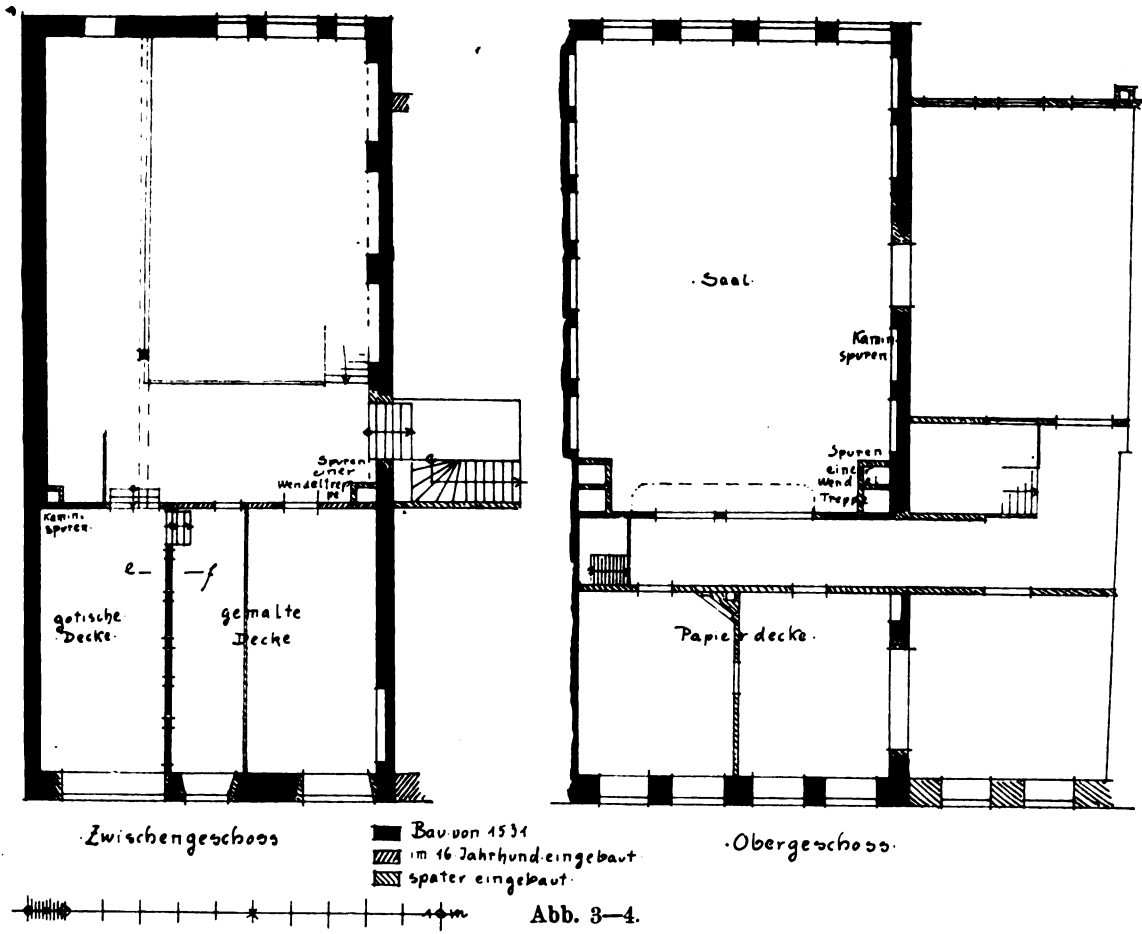 Spuren
einer
Wendeltrep-
pe
Kamin.
spuren.
e – – f
gotische
Decke.
gemalte
Decke
.Saal.
Kamin.
spuren
Spuren
einer
Wendel
Treppe
Papierdecke.
.Zwischengeschoss
.Obergeschoss.
Bau von 1531
im 16 Jahrhund. eingebaut.
später eingebaut.
Abb. 3—4.